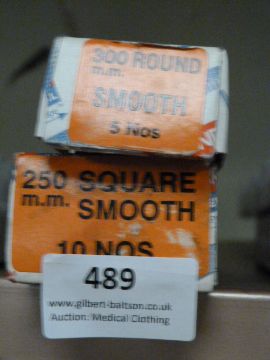 300 ROUND
m.m.
SMOOTH
5 NOS
250 SQUARE
m.m. SMOOTH
10 NOS
489
www.gilbert-baitson.co.uk
Auction: Medical Clothing